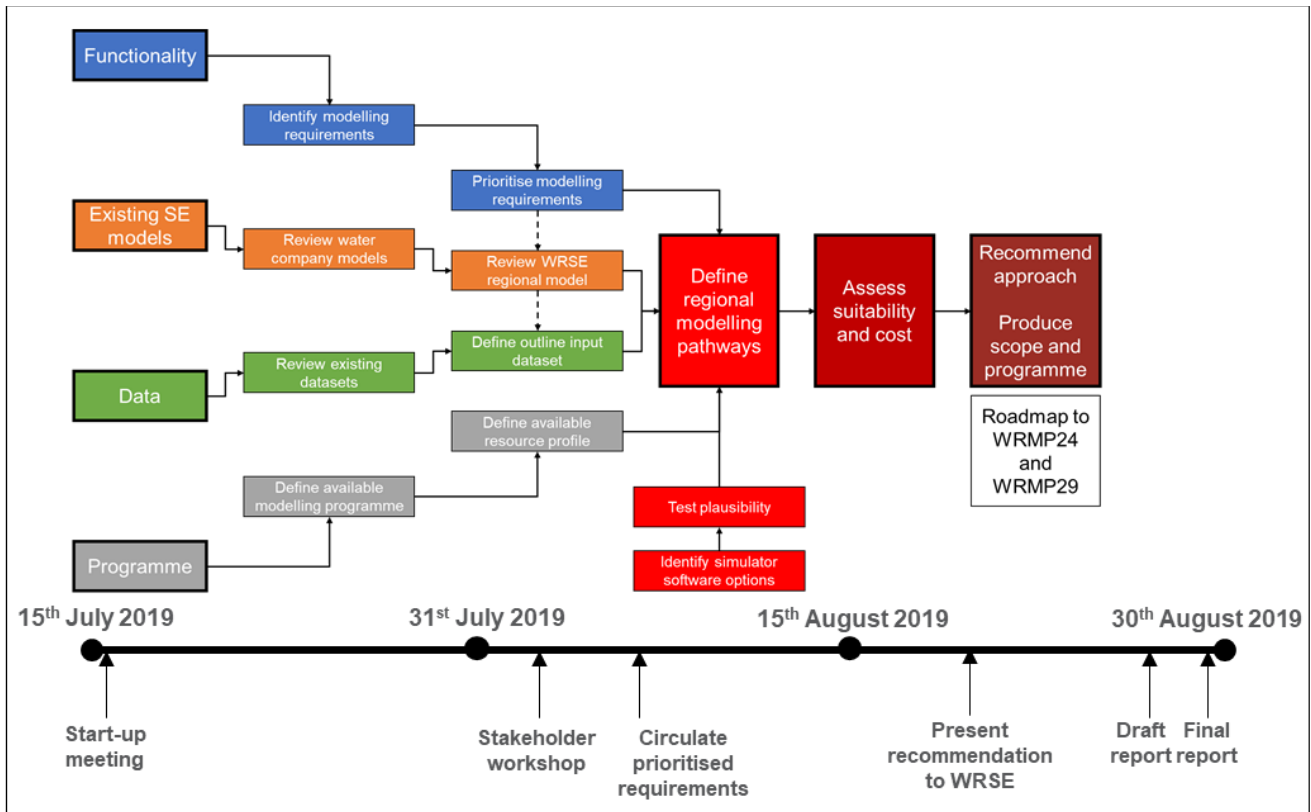 Functionality
Identify modelling
requirements
Prioritise modelling
requirements
Existing SE
models
Review water
company models
Review WRSE
regional model
Define
regional
modelling
pathways
Assess
suitability
and cost
Recommend
approach
Produce
scope and
programme
Data
Review existing
datasets
Define outline input
dataset
Define available
resource profile
Roadmap to
WRMP24
and
WRMP29
Define available
modelling programme
Test plausibility
Programme
Identify simulator
software options
15th July 2019
31st July 2019
15th August 2019
30th August 2019
Start-up
meeting
Stakeholder
workshop
Circulate
prioritised
requirements
Present
recommendation
to WRSE
Draft
report
Final
report